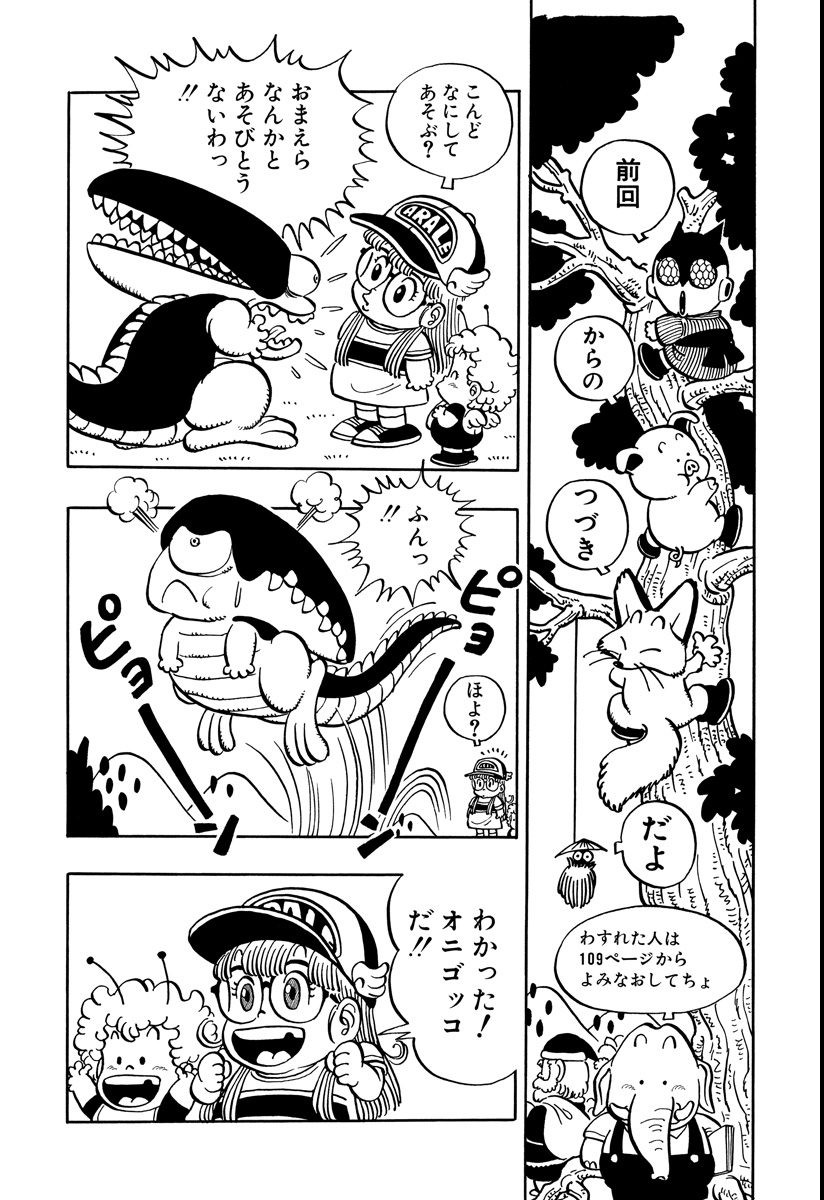 前回
からの
つづき
だよ
わすれた人は
109ページから
よみなおしてちょ
こんど
なにして
あそぶ?
ARALE
おまえら
なんかと
あそびとう
ないわっ
!!
ふんっ
!!
ピョ
ピョーン
ほよ?
わかった!
オニゴッコ
だ!!